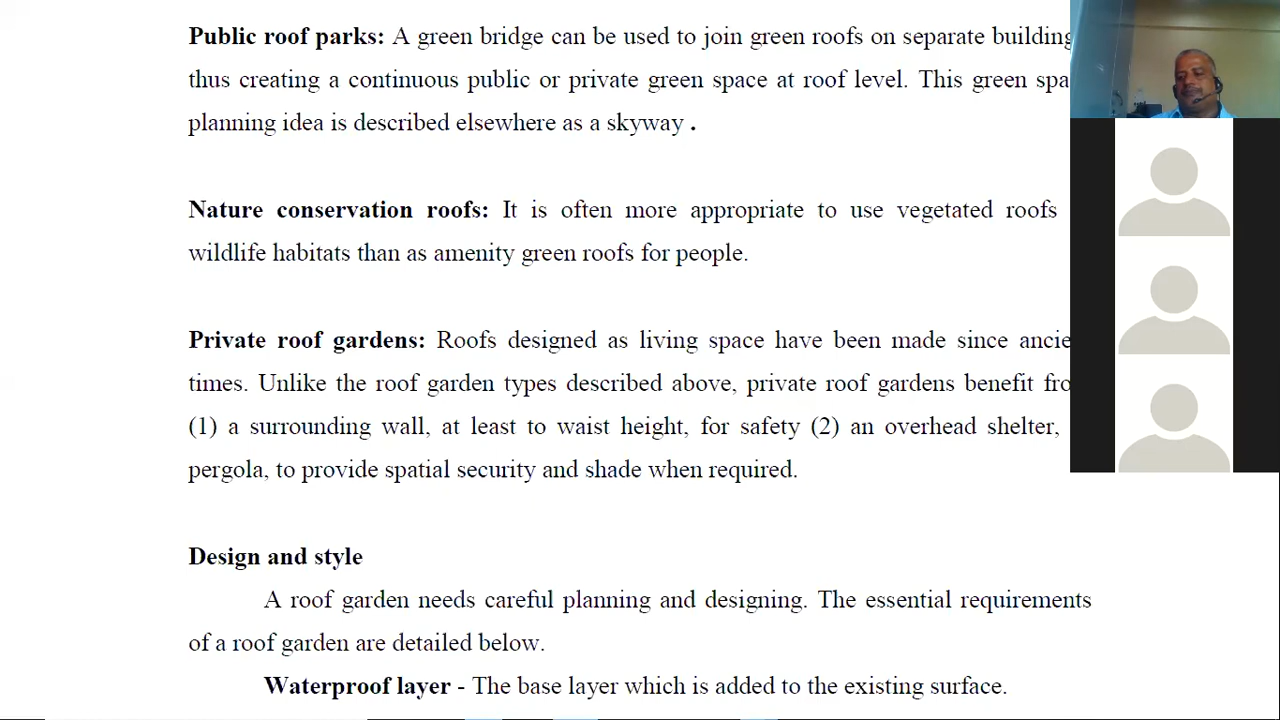 Public roof parks: A green bridge can be used to join green roofs on separate building
thus creating a continuous public or private green space at roof level. This green spa
planning idea is described elsewhere as a skyway .
Nature conservation roofs: It is often more appropriate to use vegetated roofs
wildlife habitats than as amenity green roofs for people.
Private roof gardens: Roofs designed as living space have been made since ancie
times. Unlike the roof garden types described above, private roof gardens benefit fro
(1) a surrounding wall, at least to waist height, for safety (2) an overhead shelter,
pergola, to provide spatial security and shade when required.
Design and style
A roof garden needs careful planning and designing. The essential requirements
of a roof garden are detailed below.
Waterproof layer - The base layer which is added to the existing surface.